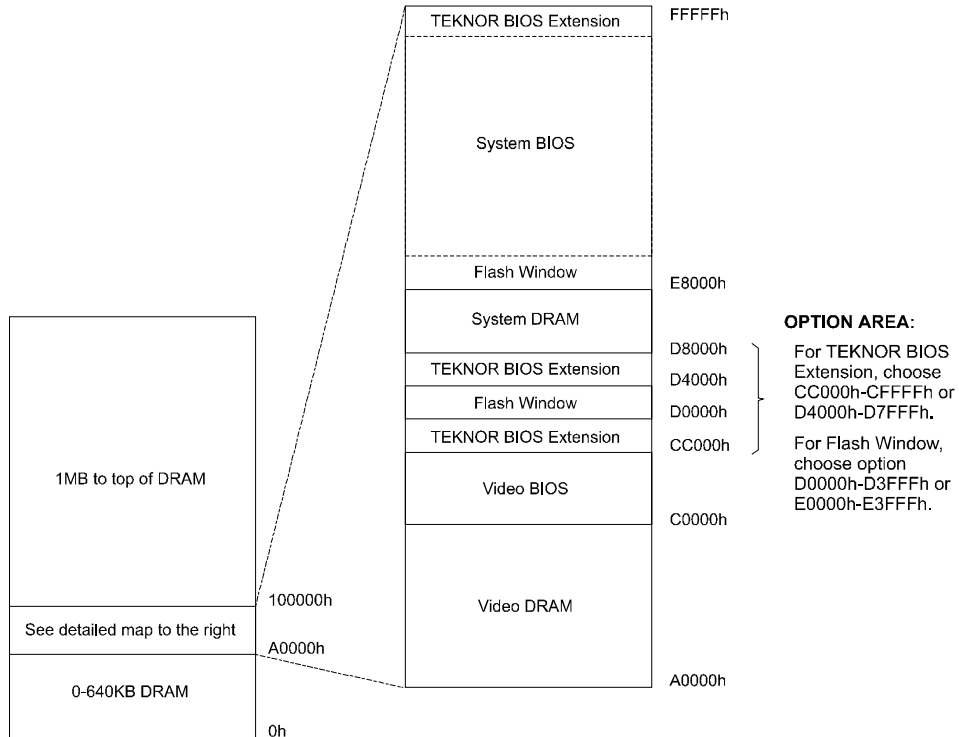 TEKNOR BIOS Extension
FFFFFh
System BIOS
Flash Window
E8000h
System DRAM
D8000h
TEKNOR BIOS Extension
D4000h
Flash Window
D0000h
TEKNOR BIOS Extension
CC000h
Video BIOS
C0000h
Video DRAM
A0000h
OPTION AREA:
For TEKNOR BIOS
Extension, choose
CC000h-CFFFFh or
D4000h-D7FFFh.
For Flash Window,
choose option
D0000h-D3FFFh or
E0000h-E3FFFh.
1MB to top of DRAM
100000h
See detailed map to the right
A0000h
0-640KB DRAM
0h